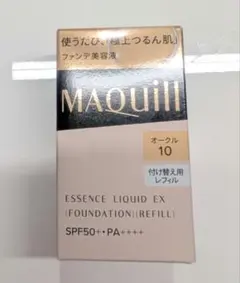 使うたび、「極上つるん肌」
ファンデ美容液
MAQuill
オークル
10
付け替え用
レフィル
ESSENCE LIQUID EX
(FOUNDATION)(REFILL)
SPF50++PA++++